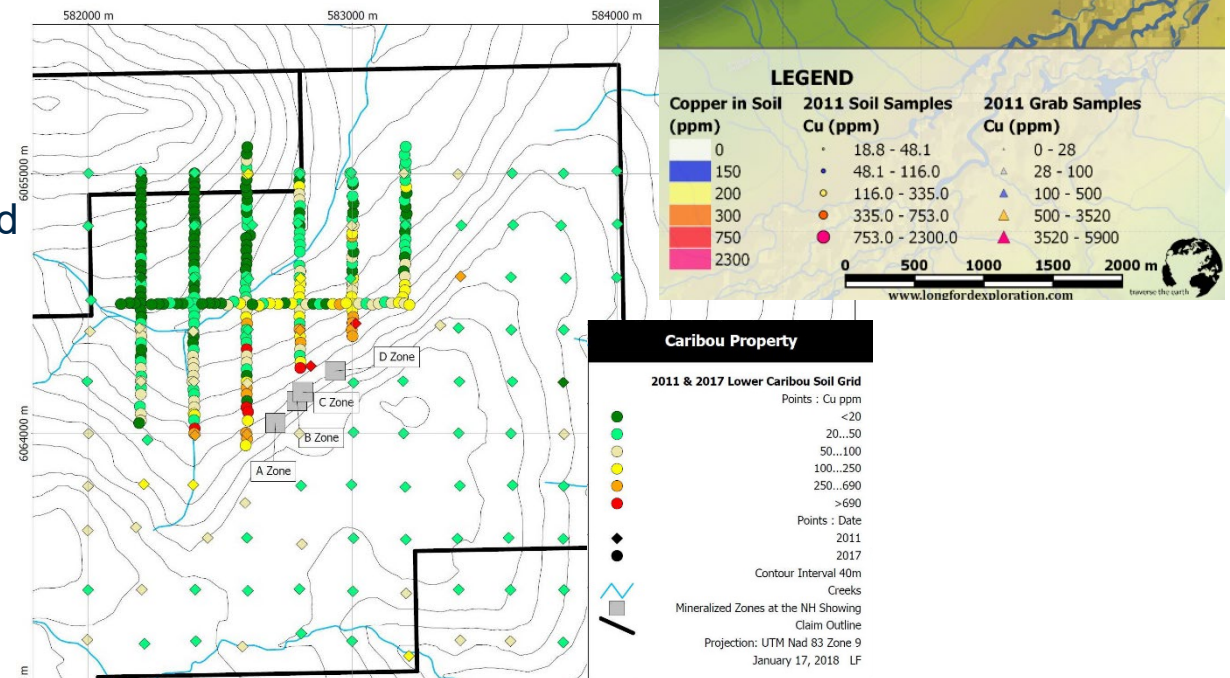 582000 m
583000 m
584000 m
6065000 m
6064000 m
m
d
D Zone
C Zone
B Zone
A Zone
LEGEND
Copper in Soil (ppm)
0
150
200
300
750
2300
2011 Soil Samples
Cu (ppm)
18.8 - 48.1
48.1 - 116.0
116.0 - 335.0
335.0 - 753.0
753.0 - 2300.0
2011 Grab Samples
Cu (ppm)
0 - 28
28 - 100
100 - 500
500 - 3520
3520 - 5900
0 500 1000 1500 2000 m
www.longfordexploration.com
traverse the earth
Caribou Property
2011 & 2017 Lower Caribou Soil Grid
Points : Cu ppm
<20
20...50
50...100
100...250
250...690
>690
Points : Date
2011
2017
Contour Interval 40m
Creeks
Mineralized Zones at the NH Showing
Claim Outline
Projection: UTM Nad 83 Zone 9
January 17, 2018 LF